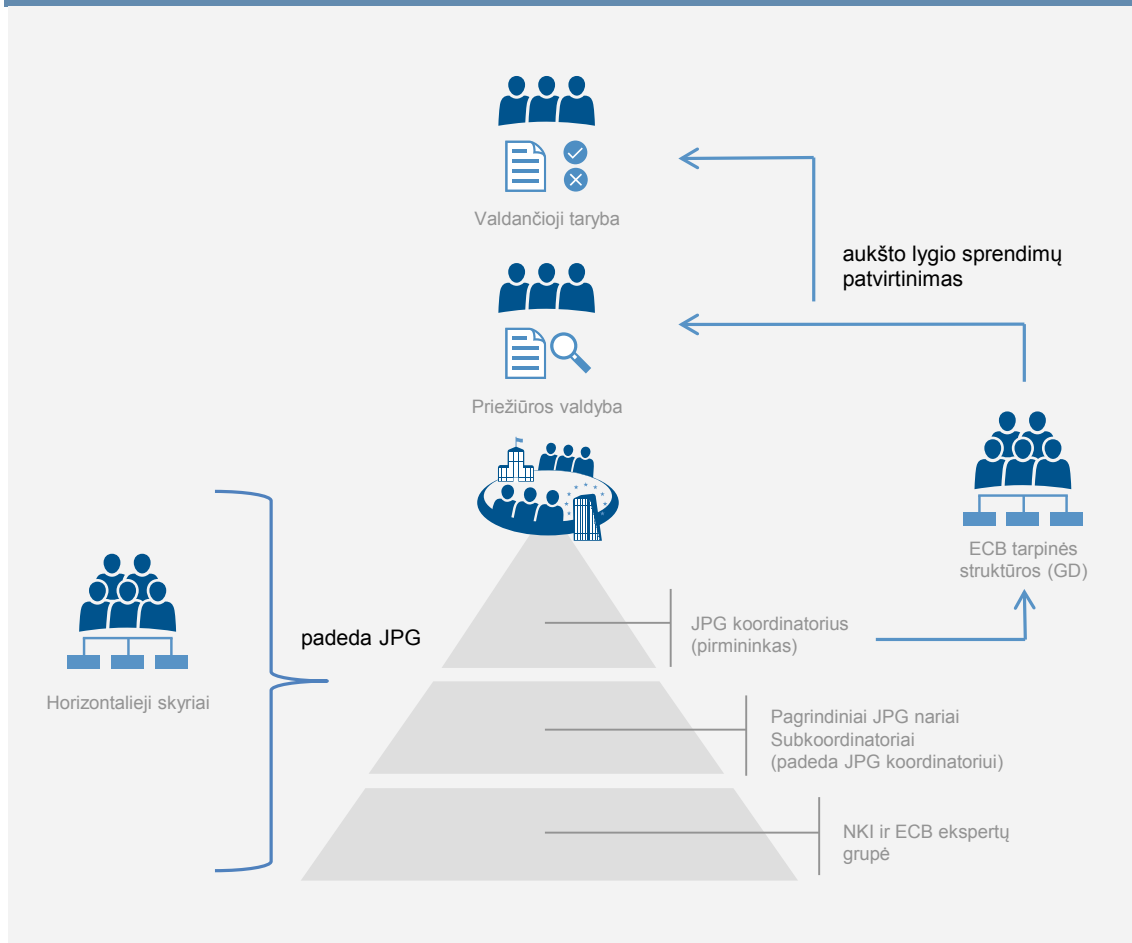 Valdančioji taryba
aukšto lygio sprendimų
patvirtinimas
Priežiūros valdyba
ECB tarpinės
struktūros (GD)
Horizontalieji skyriai
padeda JPG
JPG koordinatorius
(pirmininkas)
Pagrindiniai JPG nariai
Subkoordinatoriai
(padeda JPG koordinatoriui)
NKI ir ECB ekspertų
grupė